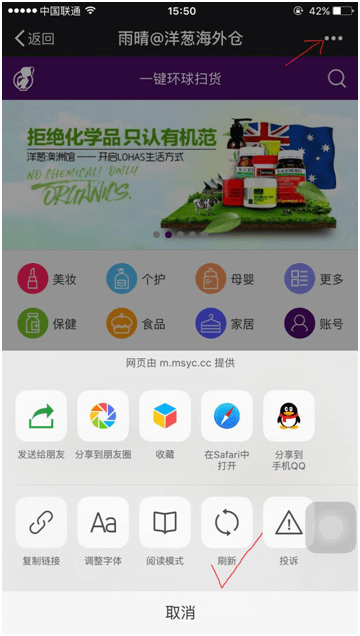 中国联通 15:50 42%
返回 雨晴@洋葱海外仓
一键环球扫货
拒绝化学品 只认有机范
洋葱澳洲馆 —— 开启LOHAS生活方式
NO CHEMICAL! ONLY
ORGANICS.
美妆 个护 母婴 更多
保健 食品 家居 账号
网页由 m.msyc.cc 提供
发送给朋友 分享到朋友圈 收藏 在Safari中 分享到
打开 手机QQ
Aa
复制链接 调整字体 阅读模式 刷新 投诉
取消